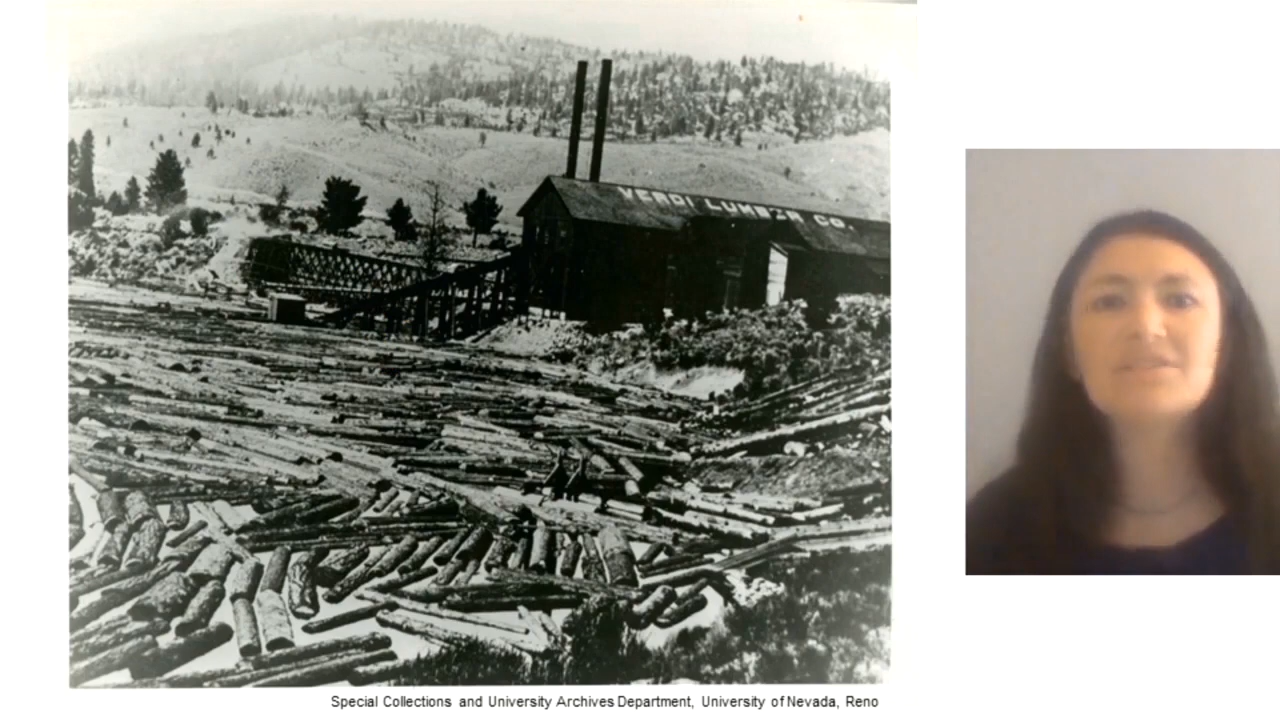 VERDI LUMBER CO.
Special Collections and University Archives Department, University of Nevada, Reno